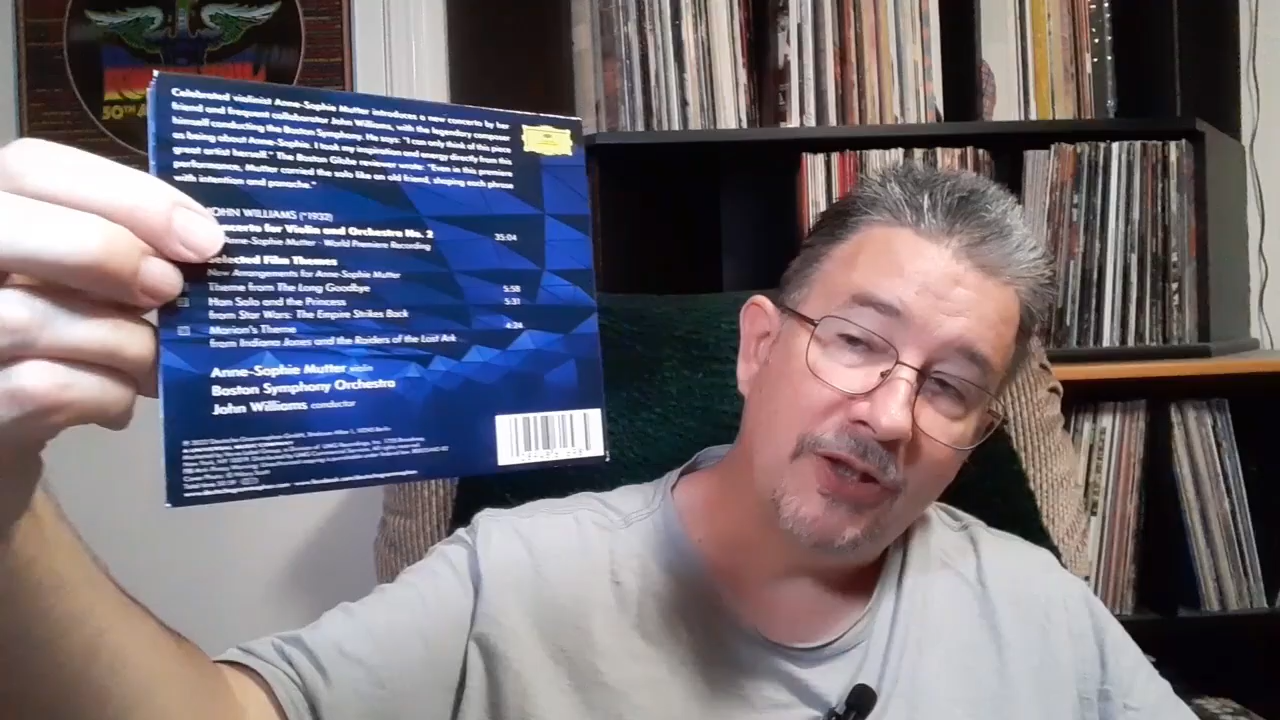 50TH A
Celebrated violinist Anne-Sophie Mutter introduces a new concerto by her
friend and frequent collaborator John Williams, with the legendary composer
himself conducting the Boston Symphony. He says: "I can only think of this piece
as being about Anne-Sophie. I took my inspiration and energy directly from this
great artist herself." The Boston Globe reviewer wrote: "Even in this premiere
performance, Mutter carried the solo like an old friend, shaping each phrase
with intention and panache."
JOHN WILLIAMS (*1932)
oncerto for Violin and Orchestra No. 2 35:04
Anne-Sophie Mutter · World Premiere Recording
Selected Film Themes
New Arrangements for Anne-Sophie Mutter
Theme from The Long Goodbye 5:58
Han Solo and the Princess 5:31
from Star Wars: The Empire Strikes Back
Marion's Theme 4:24
from Indiana Jones and the Raiders of the Lost Ark
Anne-Sophie Mutter violin
Boston Symphony Orchestra
John Williams conductor